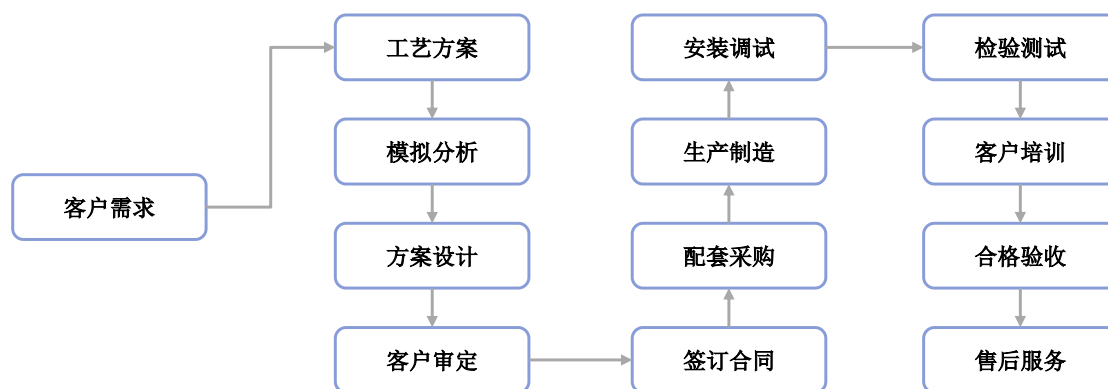 客户需求
工艺方案
模拟分析
方案设计
客户审定
签订合同
配套采购
生产制造
安装调试
检验测试
客户培训
合格验收
售后服务